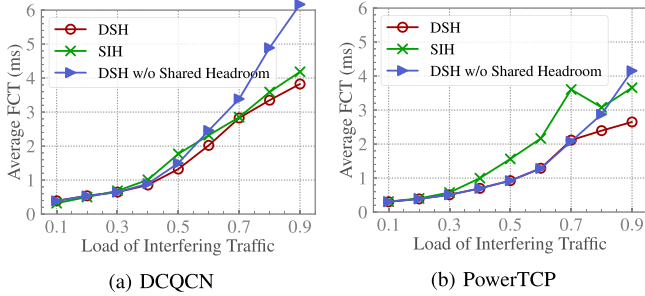 6
5
4
3
2
1
0
Average FCT (ms)
DSH
SIH
DSH w/o Shared Headroom
0.1 0.3 0.5 0.7 0.9
Load of Interfering Traffic
(a) DCQCN
6
5
4
3
2
1
0
Average FCT (ms)
DSH
SIH
DSH w/o Shared Headroom
0.1 0.3 0.5 0.7 0.9
Load of Interfering Traffic
(b) PowerTCP